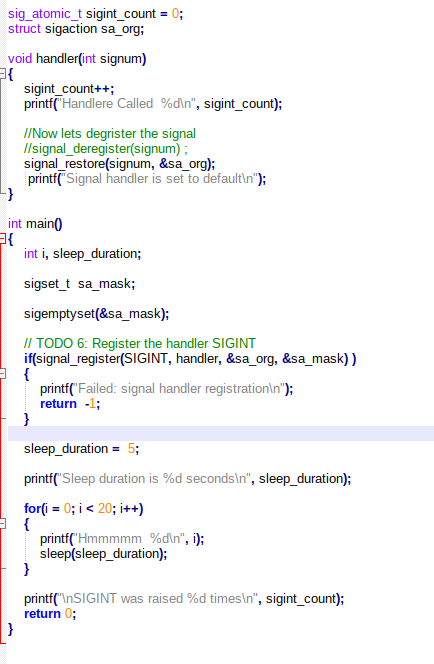 sig_atomic_t sigint_count = 0;
struct sigaction sa_org;
void handler(int signum)
{
sigint_count++;
printf("Handlere Called  %d\n", sigint_count);
//Now lets degrister the signal
//signal_deregister(signum) ;
signal_restore(signum, &sa_org);
printf("Signal handler is set to default\n");
}
int main()
{
int i, sleep_duration;
sigset_t  sa_mask;
sigemptyset(&sa_mask);
// TODO 6: Register the handler SIGINT
if(signal_register(SIGINT, handler, &sa_org, &sa_mask) )
{
printf("Failed: signal handler registration\n");
return  -1;
}
sleep_duration =  5;
printf("Sleep duration is %d seconds\n", sleep_duration);
for(i = 0; i < 20; i++)
{
printf("Hmmmmm  %d\n", i);
sleep(sleep_duration);
}
printf("\nSIGINT was raised %d times\n", sigint_count);
return 0;
}